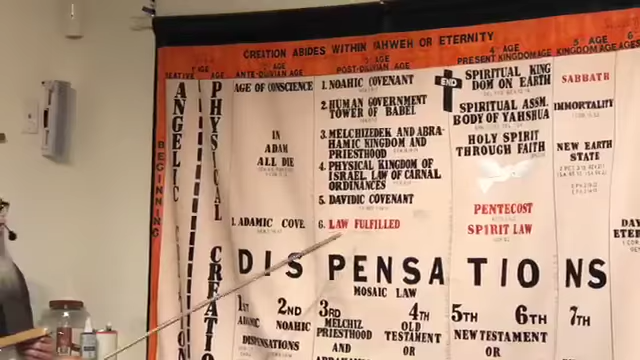 CREATION ABIDES WITHIN IAHWEH OR ETERNITY
AGE
ANTE-DILUVIAN AGE
AGE
POST-DILUVIAN AGE
4 AGE
PRESENT KINGDOM AGE
5 AGE
KINGDOM AGE
6
AGES
BEGINNING
ANGELIC
PHYSICAL
CREATION
AGE OF CONSCIENCE
IN
ADAM
ALL DIE
1. ADAMIC COVE.
1. NOAHIC COVENANT
2. HUMAN GOVERNMENT
TOWER OF BABEL
3. MELCHIZEDEK AND ABRA-
HAMIC KINGDOM AND
PRIESTHOOD
4. PHYSICAL KINGDOM OF
ISRAEL LAW OF CARNAL
ORDINANCES
5. DAVIDIC COVENANT
6. LAW FULFILLED
END
SPIRITUAL KING
DOM ON EARTH
SPIRITUAL ASSM.
BODY OF YAHSHUA
HOLY SPIRIT
THROUGH FAITH
PENTECOST
SPIRIT LAW
SABBATH
IMMORTALITY
NEW EARTH
STATE
DAY
DISPENSATIONS
MOSAIC LAW
1ST
ADAMIC
2ND
NOAHIC
DISPENSATIONS
3RD
MELCHIZ
PRIESTHOOD
AND
4TH
OLD
TESTAMENT
OR
5TH 6TH 7TH
NEW TESTAMENT
OR